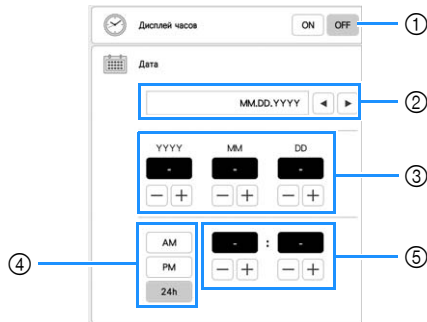 Дисплей часов ON OFF ①
Дата
MM.DD.YYYY ◄ ► ②
YYYY MM DD
- - - ③
− + − + − +
④ AM - : - ⑤
PM − + − +
24h